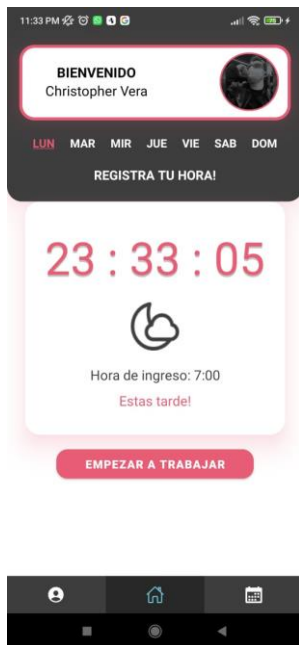 11:33 PM
BIENVENIDO
Christopher Vera
LUN MAR MIR JUE VIE SAB DOM
REGISTRA TU HORA!
23 : 33 : 05
Hora de ingreso: 7:00
Estas tarde!
EMPEZAR A TRABAJAR